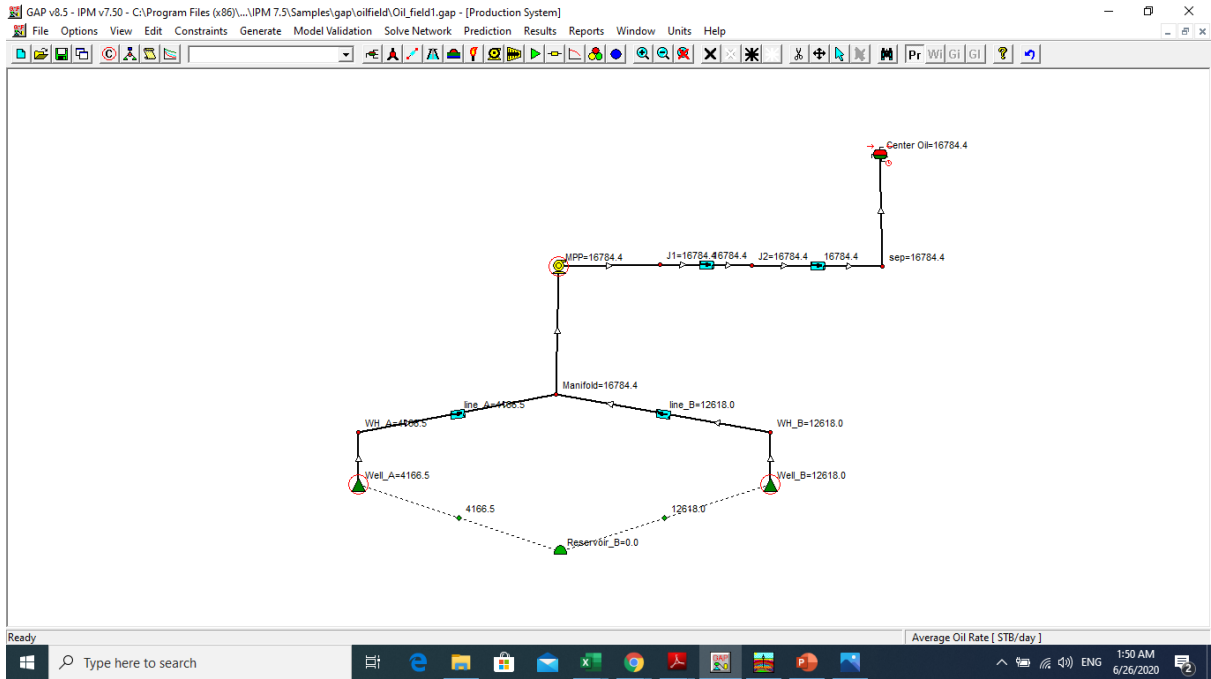 GAP v8.5 - IPM v7.50 - C:\Program Files (x86)\...\IPM 7.5\Samples\gap\oilfield\Oil_field1.gap - [Production System]
File Options View Edit Constraints Generate Model Validation Solve Network Prediction Results Reports Window Units Help
Pr Wi Gi GI
Center Oil=16784.4
MPP=16784.4
J1=16784.4
16784.4
J2=16784.4
16784.4
sep=16784.4
Manifold=16784.4
line_A=4166.5
line_B=12618.0
WH_A=4166.5
WH_B=12618.0
Well_A=4166.5
Well_B=12618.0
4166.5
12618.0
Reservoir_B=0.0
Ready
Average Oil Rate [ STB/day ]
Type here to search
ENG
1:50 AM
6/26/2020
2